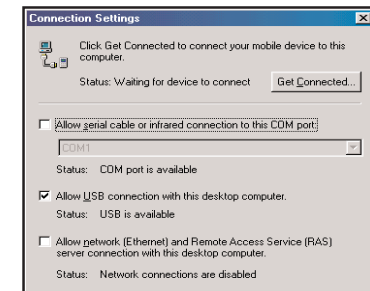 Connection Settings
Click Get Connected to connect your mobile device to this
computer.
Status: Waiting for device to connect
Get Connected...
Allow serial cable or infrared connection to this COM port:
COM1
Status: COM port is available
Allow USB connection with this desktop computer.
Status: USB is available
Allow network (Ethernet) and Remote Access Service (RAS)
server connection with this desktop computer.
Status: Network connections are disabled